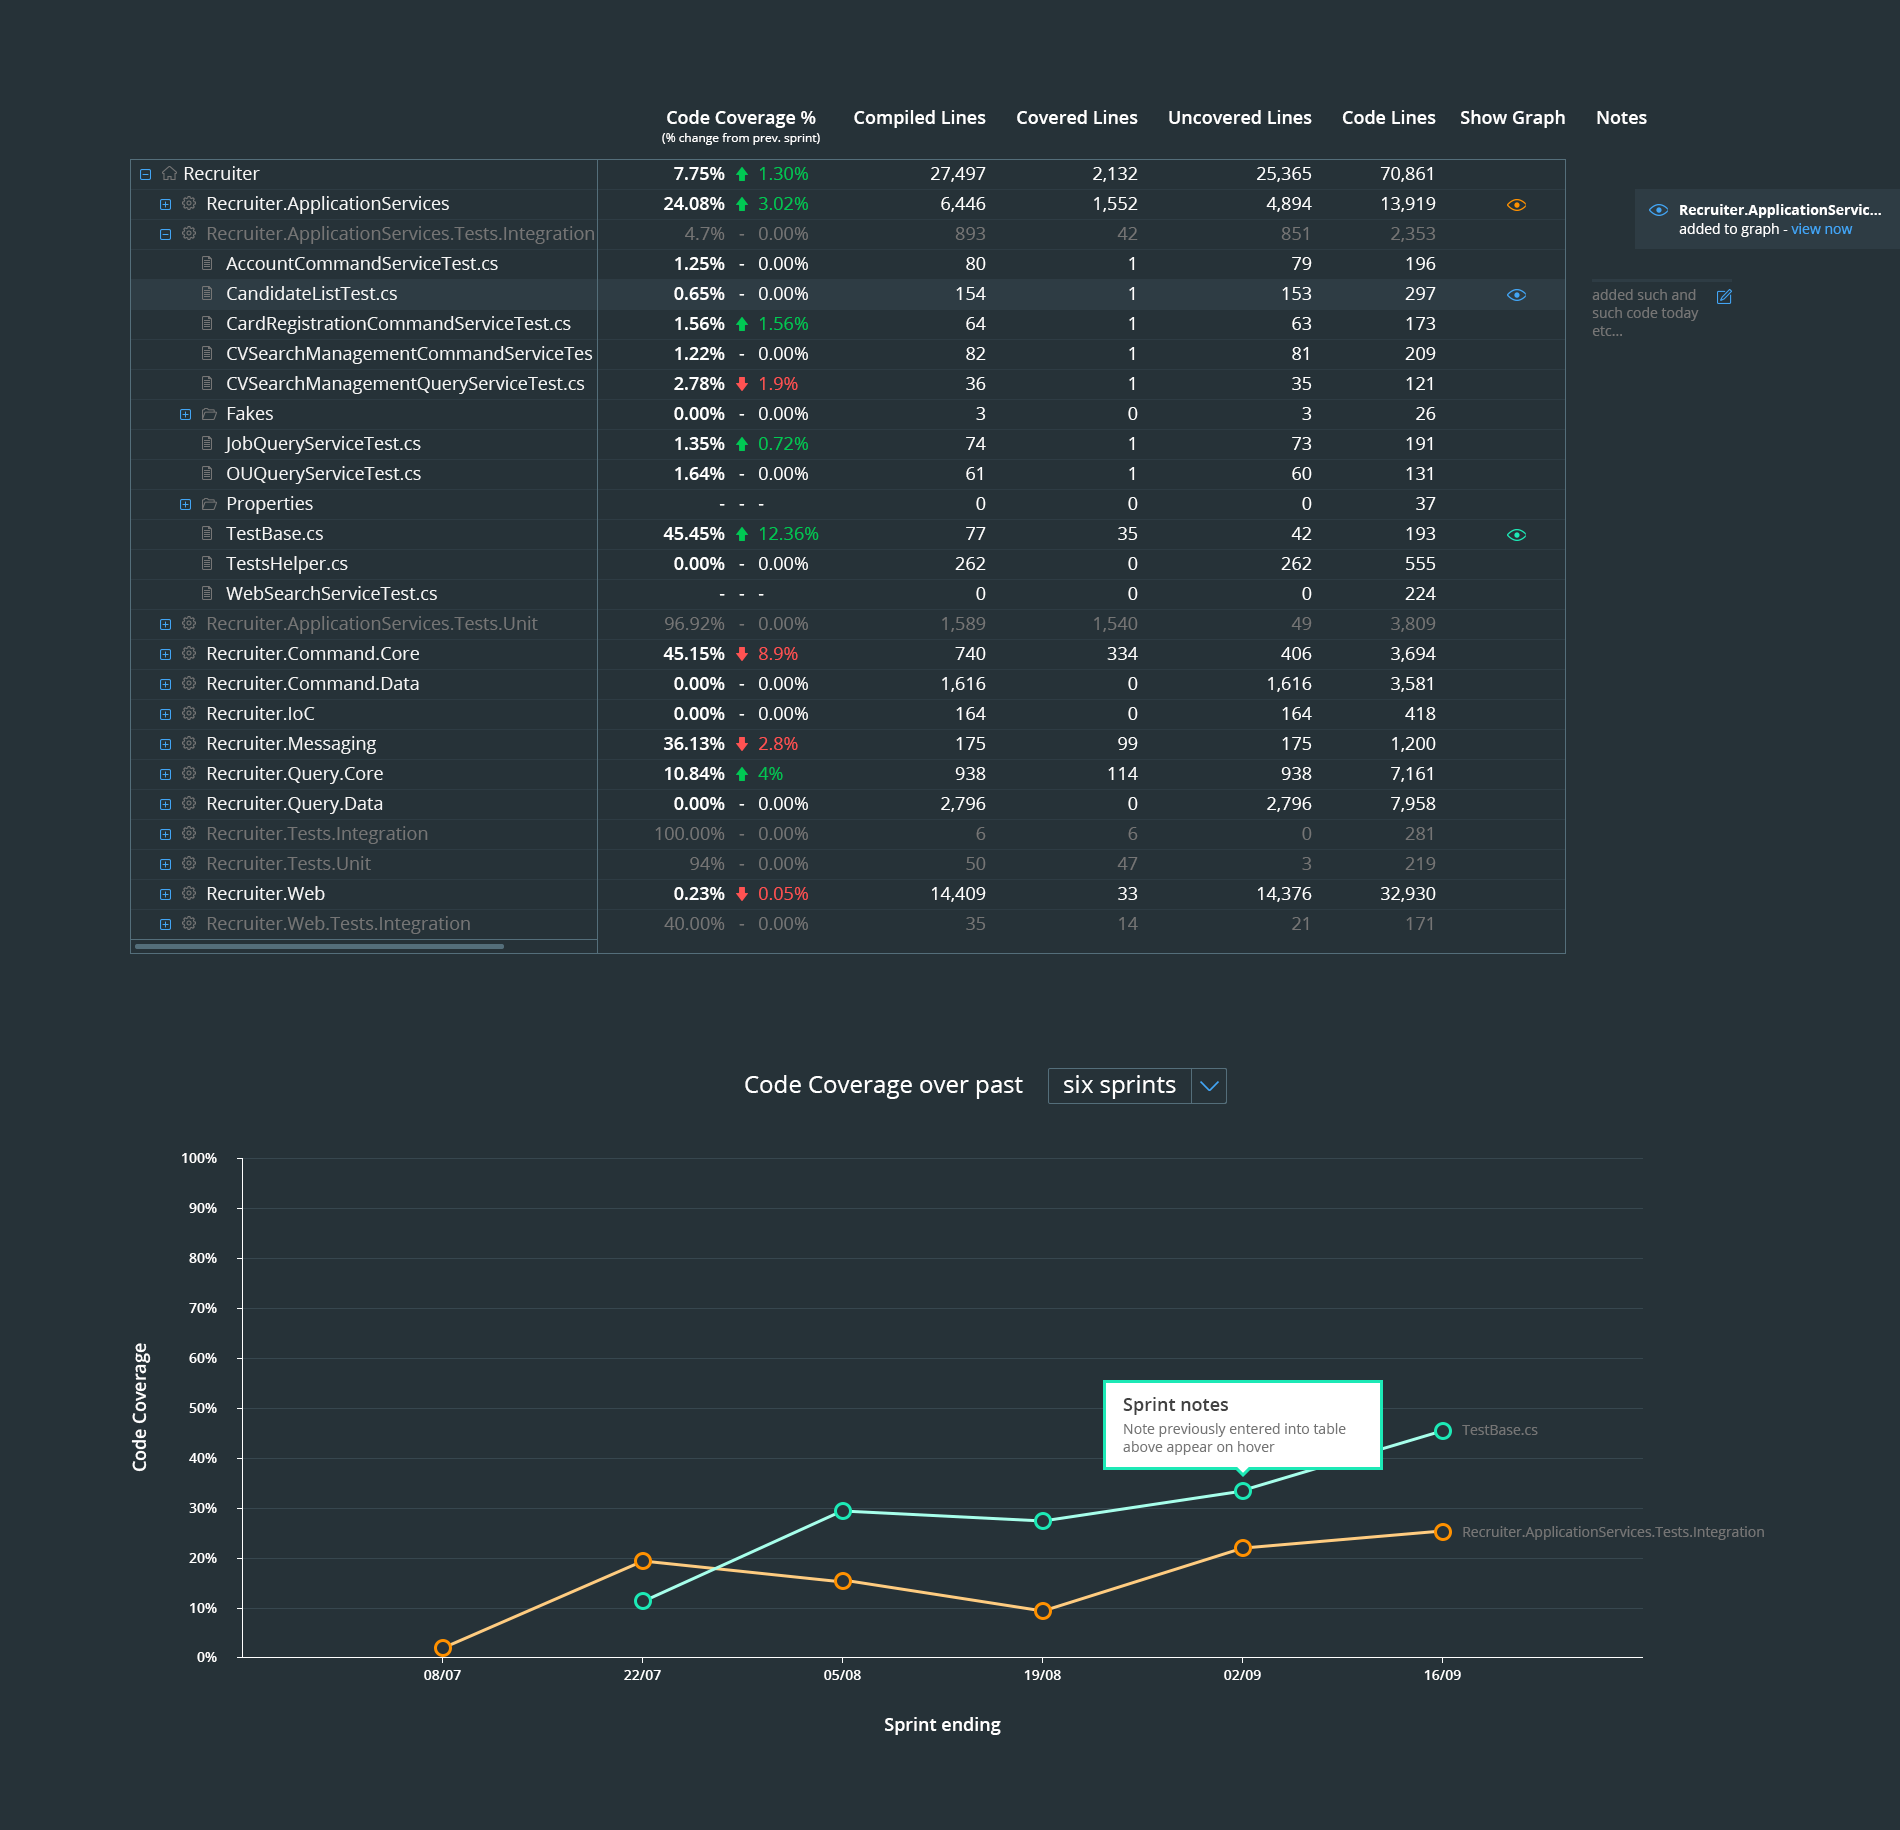 Code Coverage % Compiled Lines Covered Lines Uncovered Lines Code Lines Show Graph Notes
(% change from prev. sprint)
Recruiter 7.75% 1.30% 27,497 2,132 25,365 70,861
Recruiter.ApplicationServices 24.08% 3.02% 6,446 1,552 4,894 13,919
Recruiter.ApplicationServic...
added to graph - view now
Recruiter.ApplicationServices.Tests.Integration 4.7% - 0.00% 893 42 851 2,353
AccountCommandServiceTest.cs 1.25% - 0.00% 80 1 79 196
CandidateListTest.cs 0.65% - 0.00% 154 1 153 297
added such and
such code today
etc...
CardRegistrationCommandServiceTest.cs 1.56% 1.56% 64 1 63 173
CVSearchManagementCommandServiceTes 1.22% - 0.00% 82 1 81 209
CVSearchManagementQueryServiceTest.cs 2.78% 1.9% 36 1 35 121
Fakes 0.00% - 0.00% 3 0 3 26
JobQueryServiceTest.cs 1.35% 0.72% 74 1 73 191
OUQueryServiceTest.cs 1.64% - 0.00% 61 1 60 131
Properties - - - 0 0 0 37
TestBase.cs 45.45% 12.36% 77 35 42 193
TestsHelper.cs 0.00% - 0.00% 262 0 262 555
WebSearchServiceTest.cs - - - 0 0 0 224
Recruiter.ApplicationServices.Tests.Unit 96.92% - 0.00% 1,589 1,540 49 3,809
Recruiter.Command.Core 45.15% 8.9% 740 334 406 3,694
Recruiter.Command.Data 0.00% - 0.00% 1,616 0 1,616 3,581
Recruiter.IoC 0.00% - 0.00% 164 0 164 418
Recruiter.Messaging 36.13% 2.8% 175 99 175 1,200
Recruiter.Query.Core 10.84% 4% 938 114 938 7,161
Recruiter.Query.Data 0.00% - 0.00% 2,796 0 2,796 7,958
Recruiter.Tests.Integration 100.00% - 0.00% 6 6 0 281
Recruiter.Tests.Unit 94% - 0.00% 50 47 3 219
Recruiter.Web 0.23% 0.05% 14,409 33 14,376 32,930
Recruiter.Web.Tests.Integration 40.00% - 0.00% 35 14 21 171
Code Coverage over past six sprints
100%
90%
80%
70%
60%
50%
40%
30%
20%
10%
0%
Code Coverage
Sprint notes
Note previously entered into table
above appear on hover
TestBase.cs
Recruiter.ApplicationServices.Tests.Integration
08/07 22/07 05/08 19/08 02/09 16/09
Sprint ending